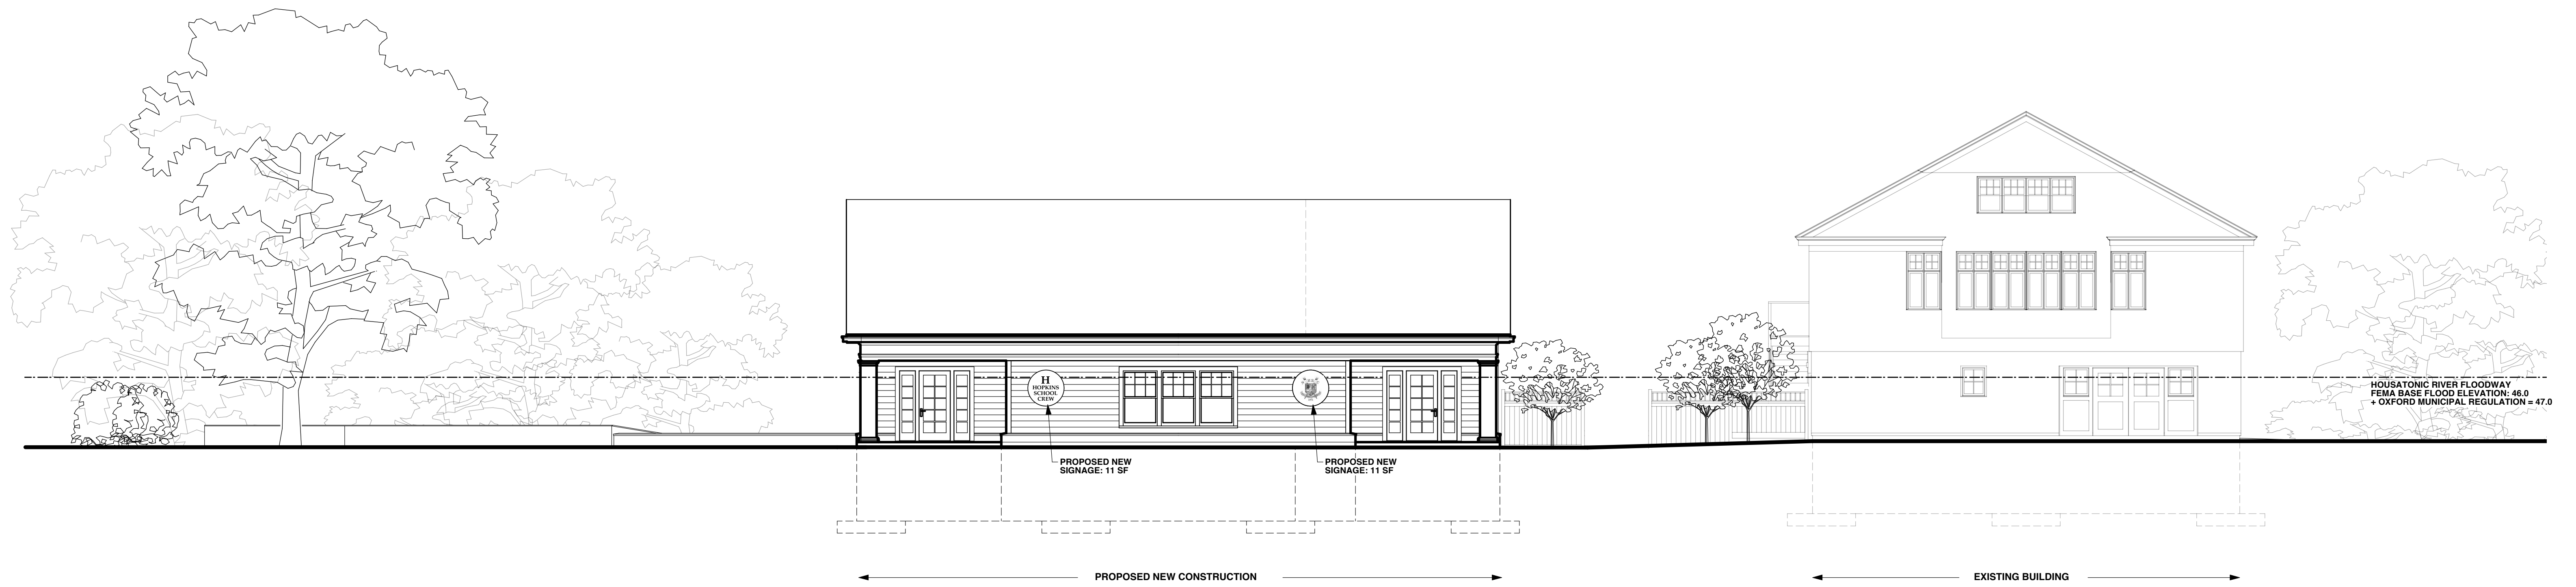 H
HOPKINS
SCHOOL
CREW
HOUSATONIC RIVER FLOODWAY
FEMA BASE FLOOD ELEVATION: 46.0
+ OXFORD MUNICIPAL REGULATION = 47.0
PROPOSED NEW
SIGNAGE: 11 SF
PROPOSED NEW
SIGNAGE: 11 SF
PROPOSED NEW CONSTRUCTION
EXISTING BUILDING